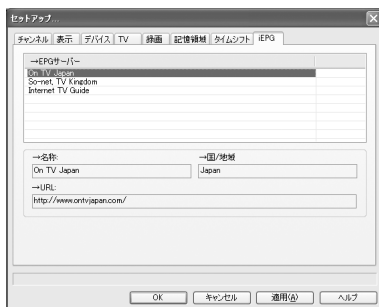 セットアップ...
チャンネル 表示 デバイス TV 録画 記憶領域 タイムシフト iEPG
→EPGサーバー
On TV Japan
So-net, TV Kingdom
Internet TV Guide
→名称: →国/地域
On TV Japan Japan
→URL:
http://www.ontvjapan.com/
OK キャンセル 適用(A) ヘルプ